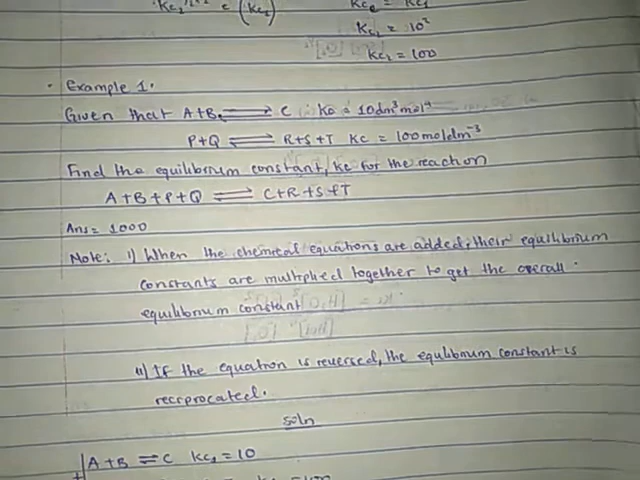 Kc₂ = (Kc₁)
Kc₂ = 10²
Kc₂ = 100
• Example 1.
Given that A+B ⇌ C : Kc = 10dm³mol⁻¹
P+Q ⇌ R+S+T Kc = 100moldm⁻³
Find the equilibrium constant, Kc for the reaction
A+B+P+Q ⇌ C+R+S+T
Ans = 1000
Note: i) When the chemical equations are added, their equilibrium
constants are multiplied together to get the overall
equilibrium constant
ii) If the equation is reversed, the equilibrium constant is
reciprocated.
soln
A+B ⇌ C Kc₁ = 10
+